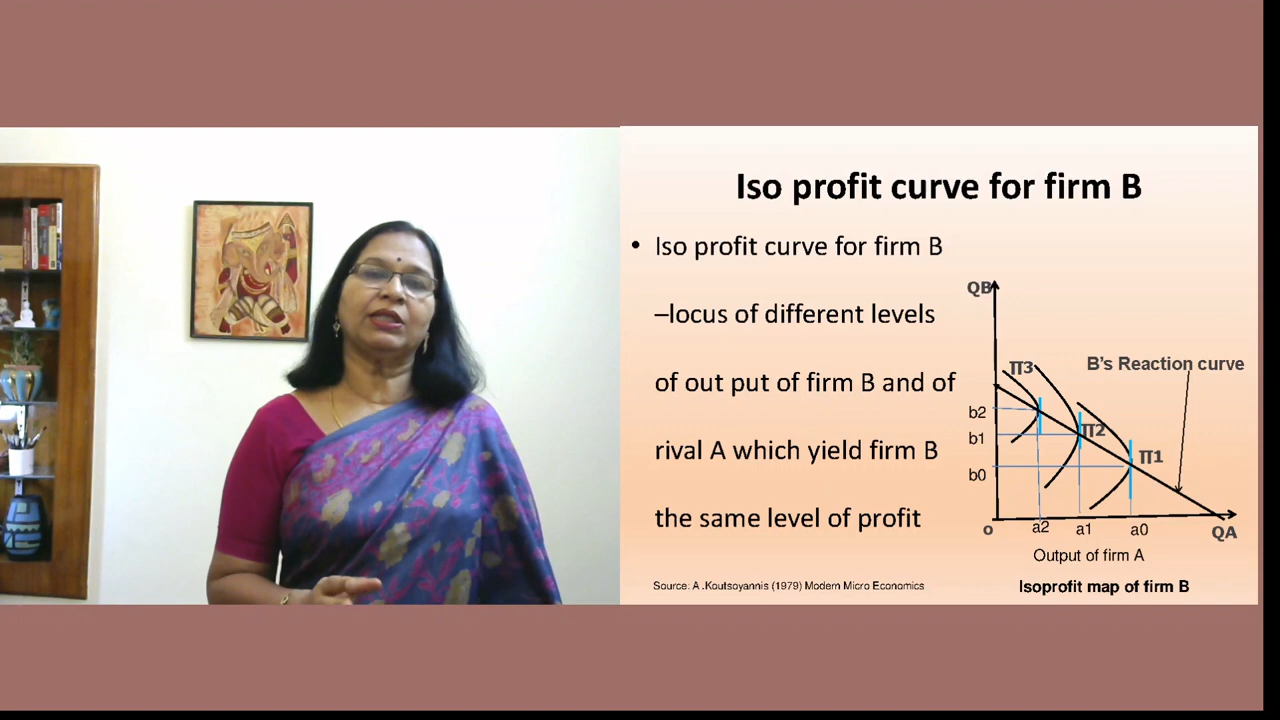 Iso profit curve for firm B
• Iso profit curve for firm B
–locus of different levels
of out put of firm B and of
rival A which yield firm B
the same level of profit
QB
B's Reaction curve
π3
b2
b1
π2
b0
π1
o
a2
a1
a0
QA
Output of firm A
Source: A .Koutsoyannis (1979) Modern Micro Economics
Isoprofit map of firm B